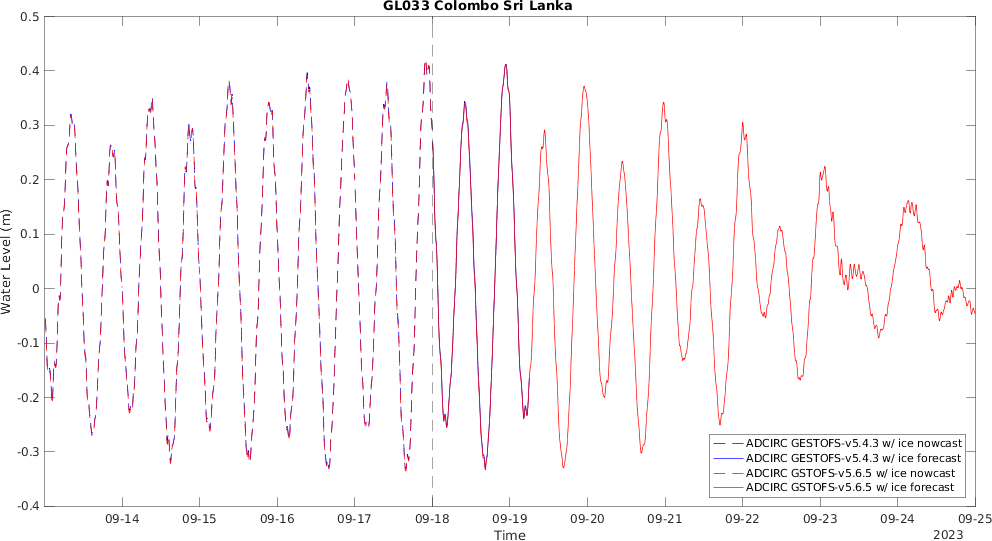 GL033 Colombo Sri Lanka
0.5
0.4
0.3
0.2
0.1
0
-0.1
-0.2
-0.3
-0.4
Water Level (m)
ADCIRC GESTOFS-v5.4.3 w/ ice nowcast
ADCIRC GESTOFS-v5.4.3 w/ ice forecast
ADCIRC GSTOFS-v5.6.5 w/ ice nowcast
ADCIRC GSTOFS-v5.6.5 w/ ice forecast
09-14 09-15 09-16 09-17 09-18 09-19 09-20 09-21 09-22 09-23 09-24 09-25
Time
2023